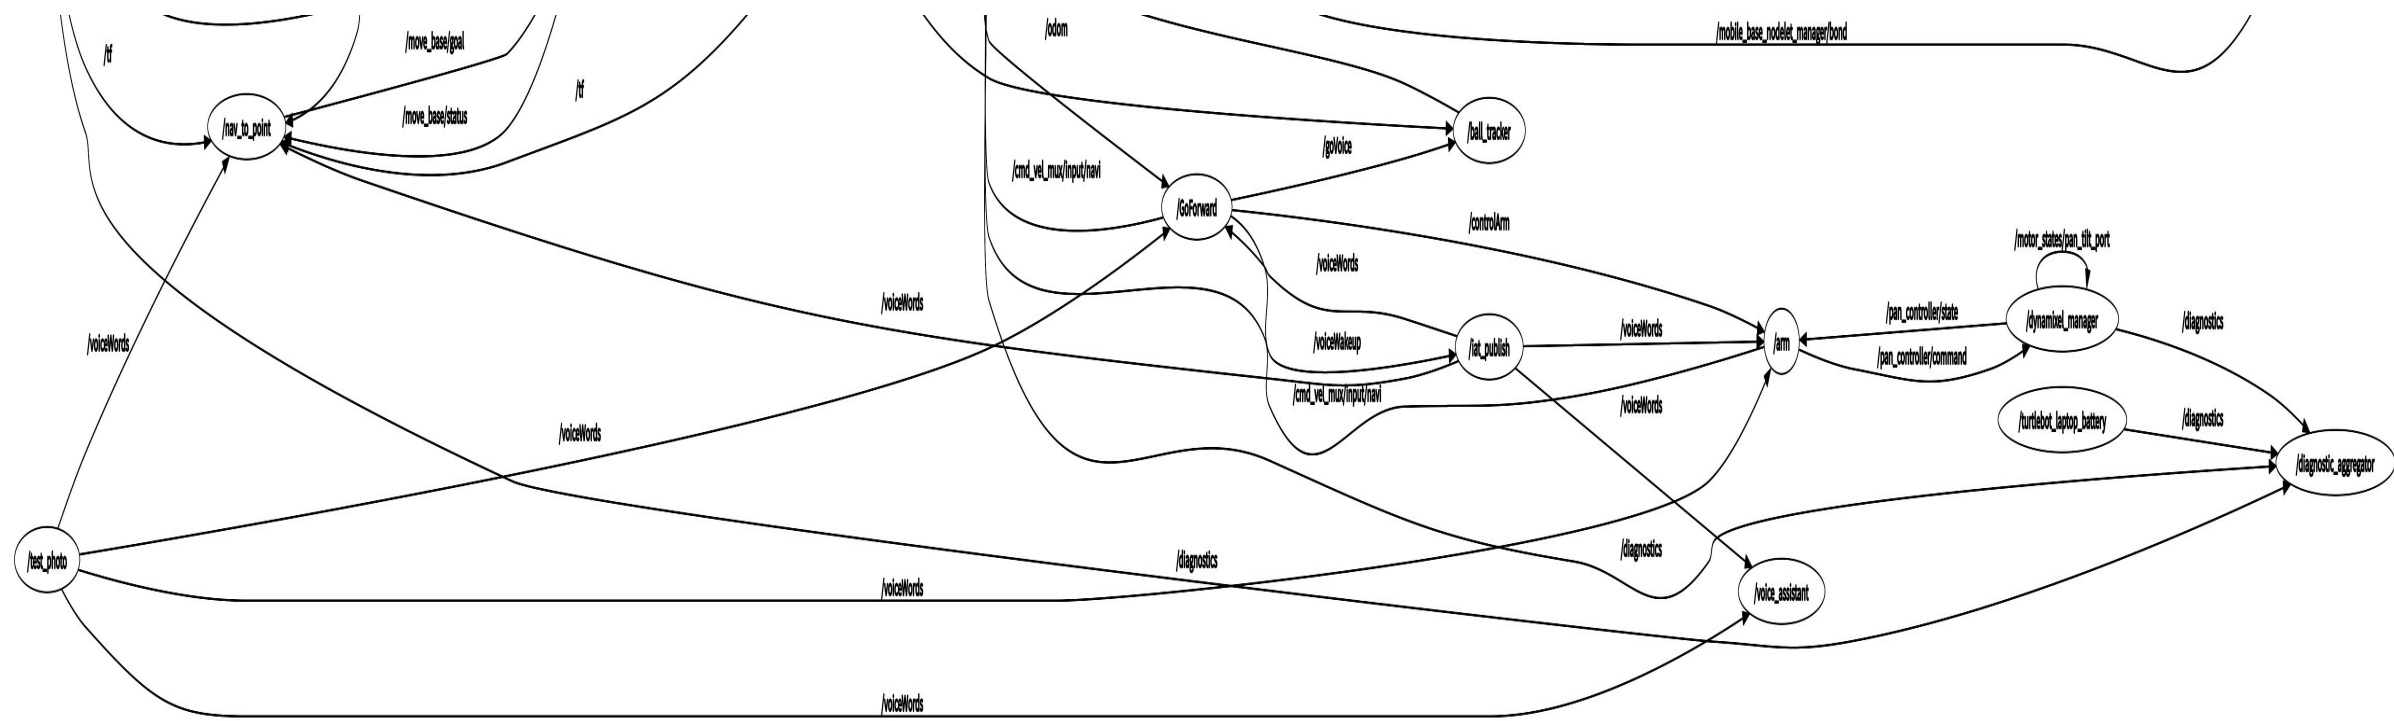 /odom
/mobile_base_nodelet_manager/bond
/tf
/move_base/goal
/tf
/move_base/status
/nav_to_point
/ball_tracker
/goVoice
/cmd_vel_mux/input/navi
/GoForward
/controlArm
/motor_states/pan_tilt_port
/voiceWords
/voiceWords
/pan_controller/state
/dynamixel_manager
/diagnostics
/voiceWords
/voiceWakeup
/iat_publish
/voiceWords
/arm
/pan_controller/command
/cmd_vel_mux/input/navi
/voiceWords
/turtlebot_laptop_battery
/diagnostics
/voiceWords
/diagnostic_aggregator
/test_photo
/diagnostics
/diagnostics
/voiceWords
/voice_assistant
/voiceWords